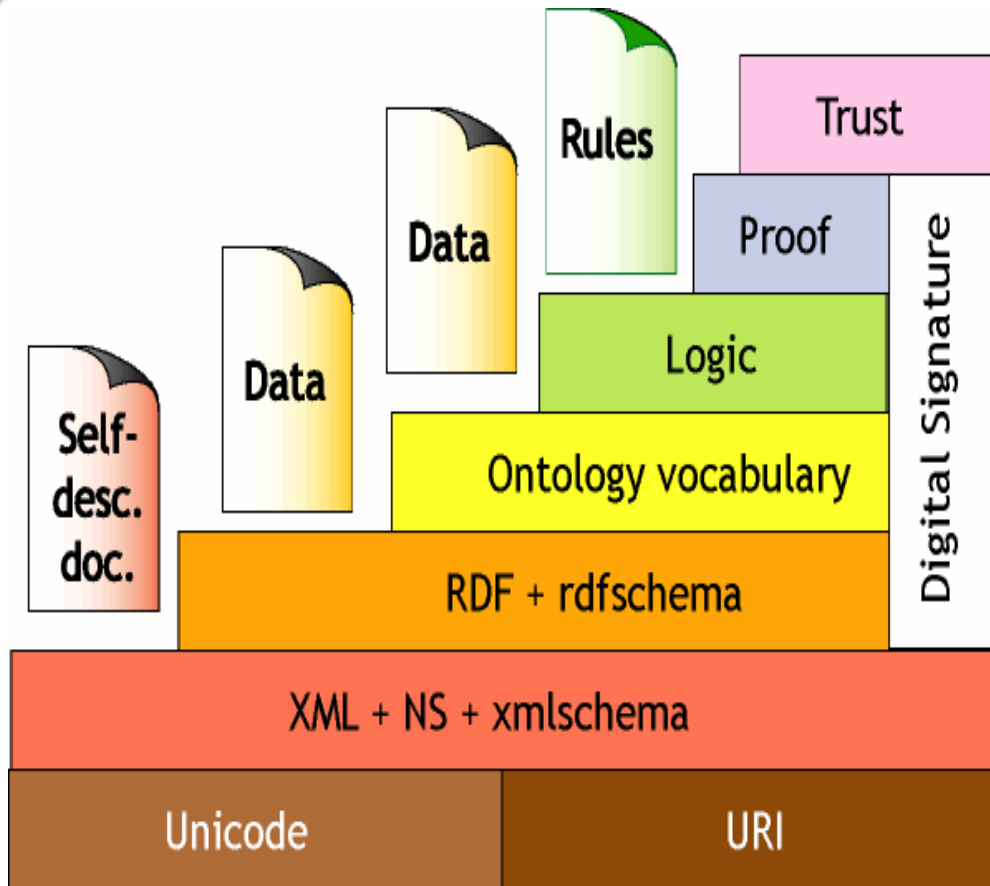 Rules
Trust
Data
Proof
Data
Logic
Self-
desc.
doc.
Ontology vocabulary
Digital Signature
RDF + rdfschema
XML + NS + xmlschema
Unicode
URI